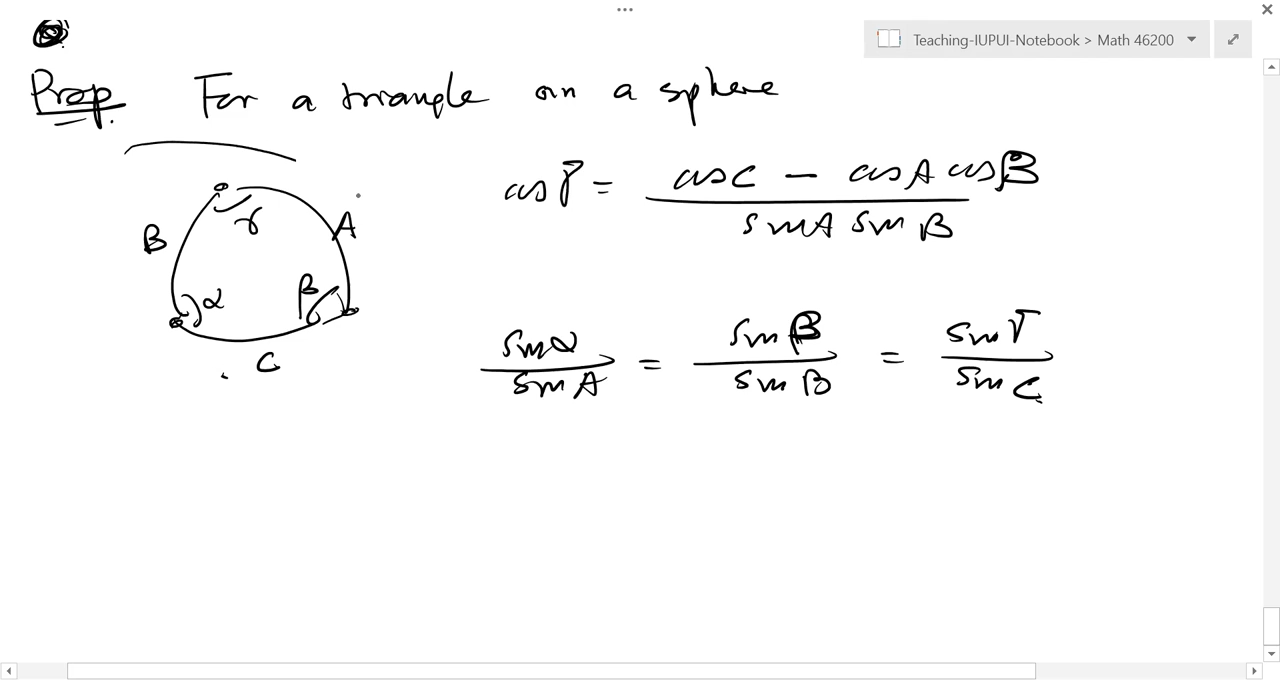 Teaching-IUPUI-Notebook > Math 46200
Prop. For a triangle on a sphere
cos γ = (cos C − cos A cos B) / (sin A sin B)
B γ A
α β
C
sin α / sin A = sin β / sin B = sin γ / sin C